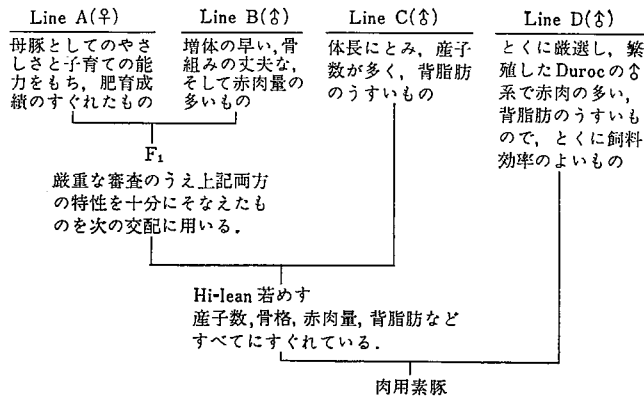 Line A(♀)
母豚としてのやさ
しさと子育ての能
力をもち，肥育成
績のすぐれたもの
Line B(♂)
増体の早い，骨
組みの丈夫な，
そして赤肉量の
多いもの
Line C(♂)
体長にとみ，産子
数が多く，背脂肪
のうすいもの
Line D(♂)
とくに厳選し，繁
殖したDurocの♂
系で赤肉の多い，
背脂肪のうすいも
ので，とくに飼料
効率のよいもの
F₁
厳重な審査のうえ上記両方
の特性を十分にそなえたも
のを次の交配に用いる。
Hi-lean 若めす
産子数，骨格，赤肉量，背脂肪など
すべてにすぐれている．
肉用素豚